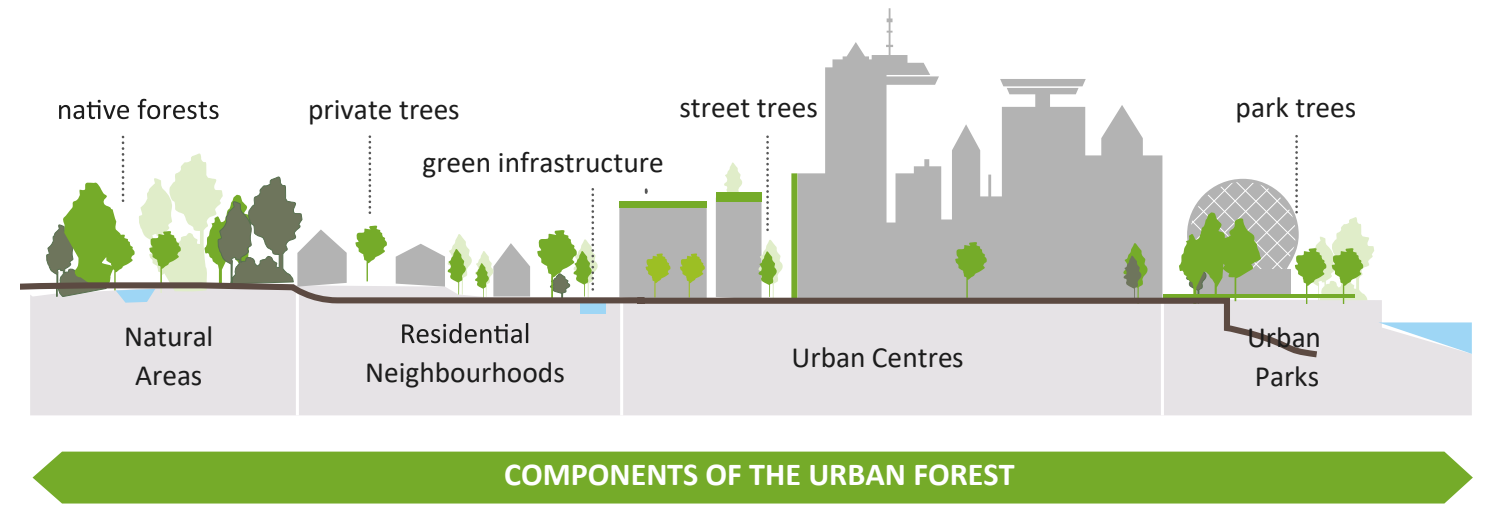 native forests
private trees
green infrastructure
street trees
park trees
Natural
Areas
Residential
Neighbourhoods
Urban Centres
Urban
Parks
COMPONENTS OF THE URBAN FOREST